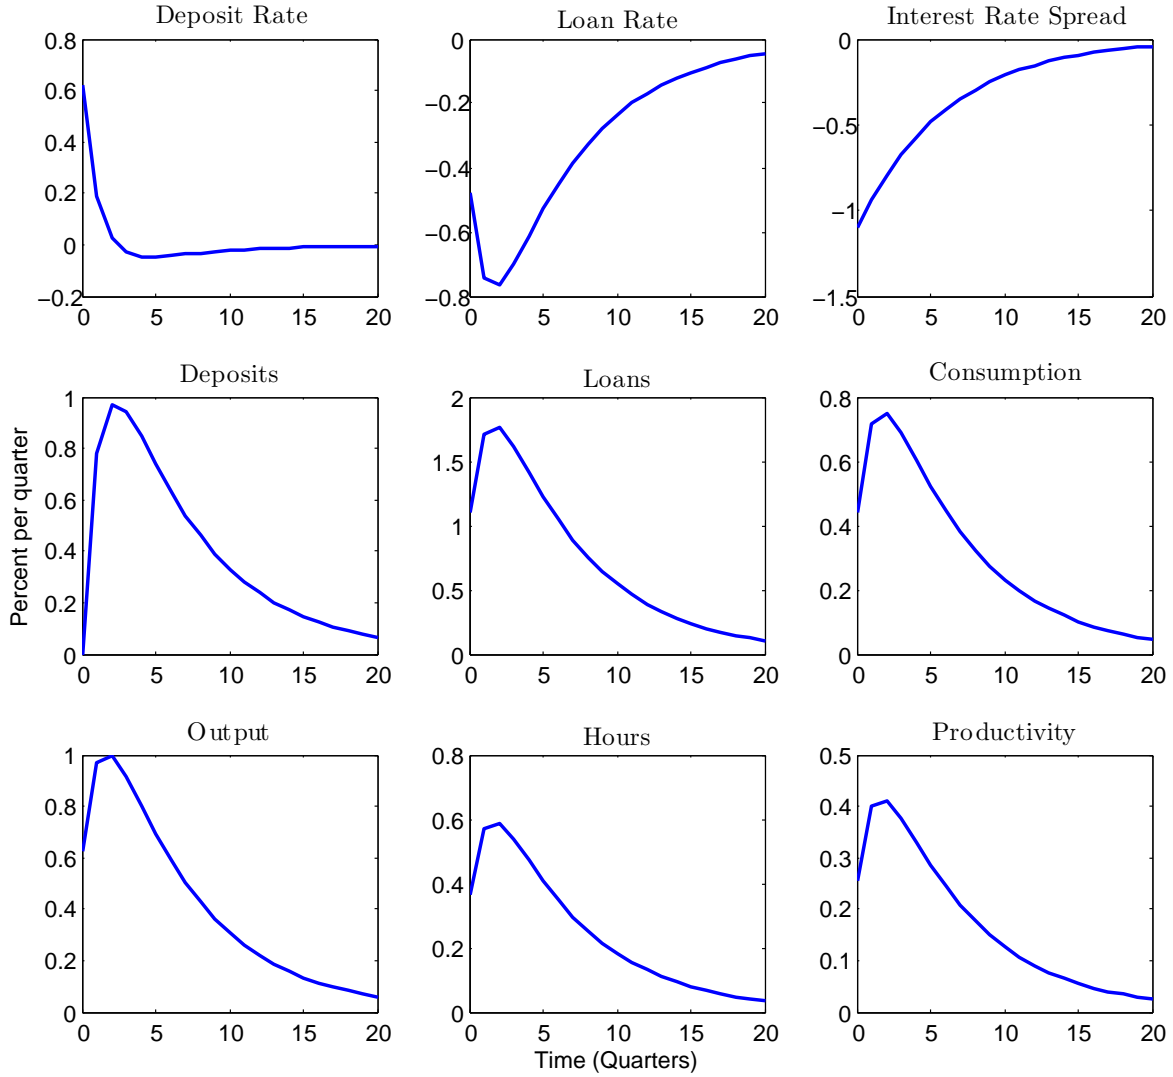 Deposit Rate
0.8
0.6
0.4
0.2
0
−0.2
0 5 10 15 20
Loan Rate
0
−0.2
−0.4
−0.6
−0.8
0 5 10 15 20
Interest Rate Spread
0
−0.5
−1
−1.5
0 5 10 15 20
Deposits
1
0.8
0.6
0.4
0.2
0
0 5 10 15 20
Percent per quarter
Loans
2
1.5
1
0.5
0
0 5 10 15 20
Consumption
0.8
0.6
0.4
0.2
0
0 5 10 15 20
Output
1
0.8
0.6
0.4
0.2
0
0 5 10 15 20
Hours
0.8
0.6
0.4
0.2
0
0 5 10 15 20
Time (Quarters)
Productivity
0.5
0.4
0.3
0.2
0.1
0
0 5 10 15 20